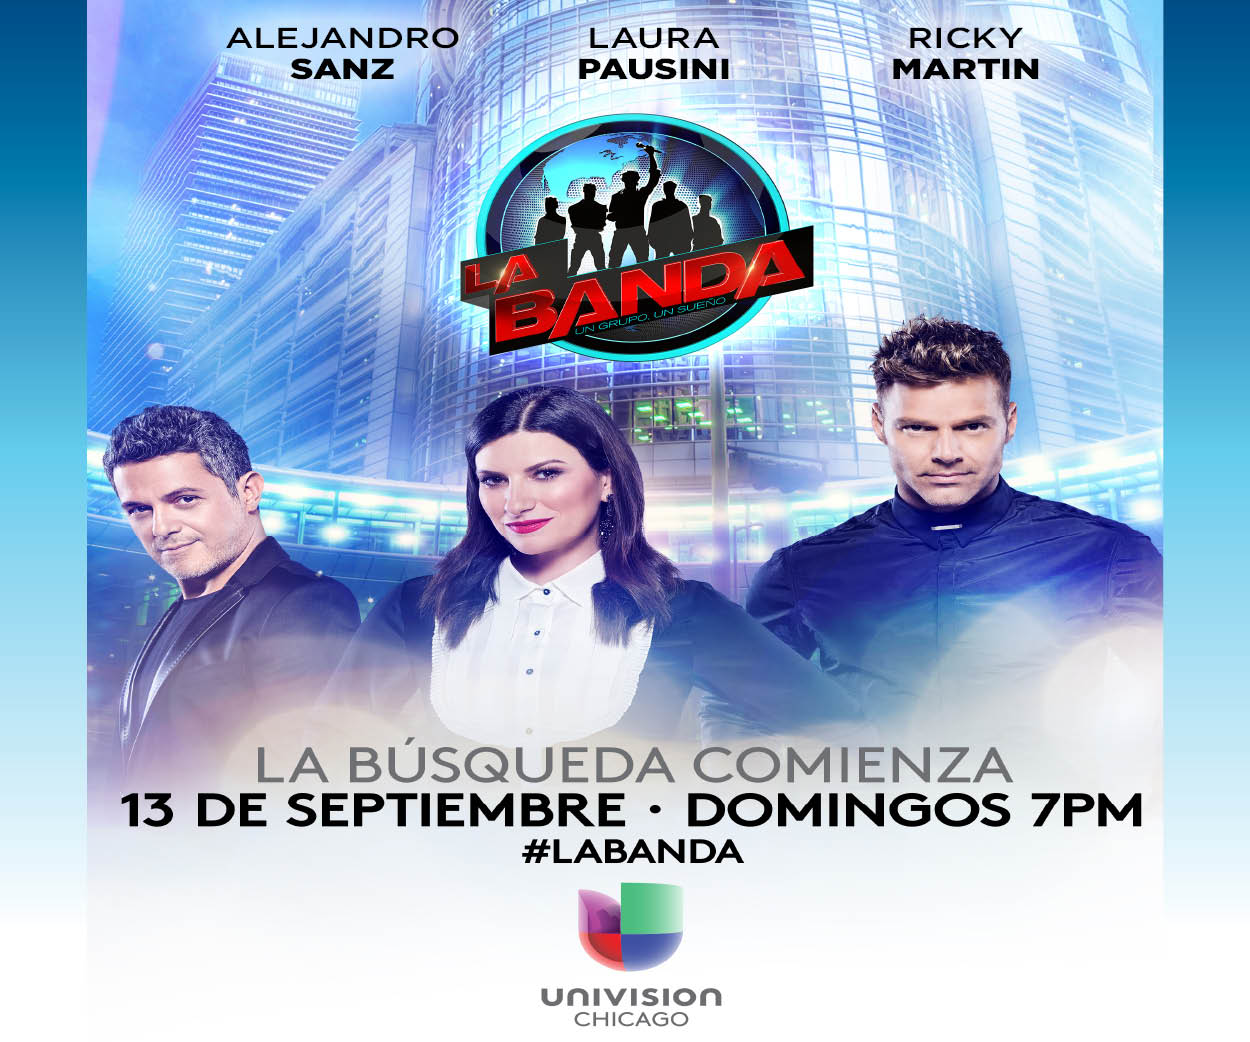 ALEJANDRO
SANZ
LAURA
PAUSINI
RICKY
MARTIN
LA
BANDA
UN GRUPO, UN SUEÑO
LA BÚSQUEDA COMIENZA
13 DE SEPTIEMBRE • DOMINGOS 7PM
#LABANDA
UNIVISION
CHICAGO